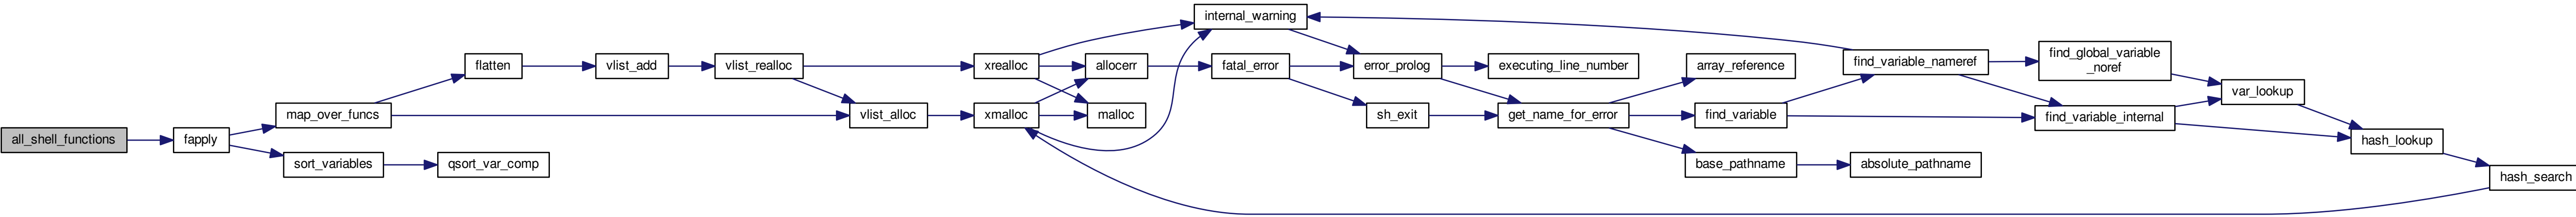 all_shell_functions
fapply
map_over_funcs
sort_variables
flatten
qsort_var_comp
vlist_add
vlist_realloc
vlist_alloc
xrealloc
xmalloc
allocerr
malloc
internal_warning
fatal_error
error_prolog
sh_exit
executing_line_number
get_name_for_error
array_reference
find_variable
base_pathname
find_variable_nameref
absolute_pathname
find_global_variable
_noref
find_variable_internal
var_lookup
hash_lookup
hash_search